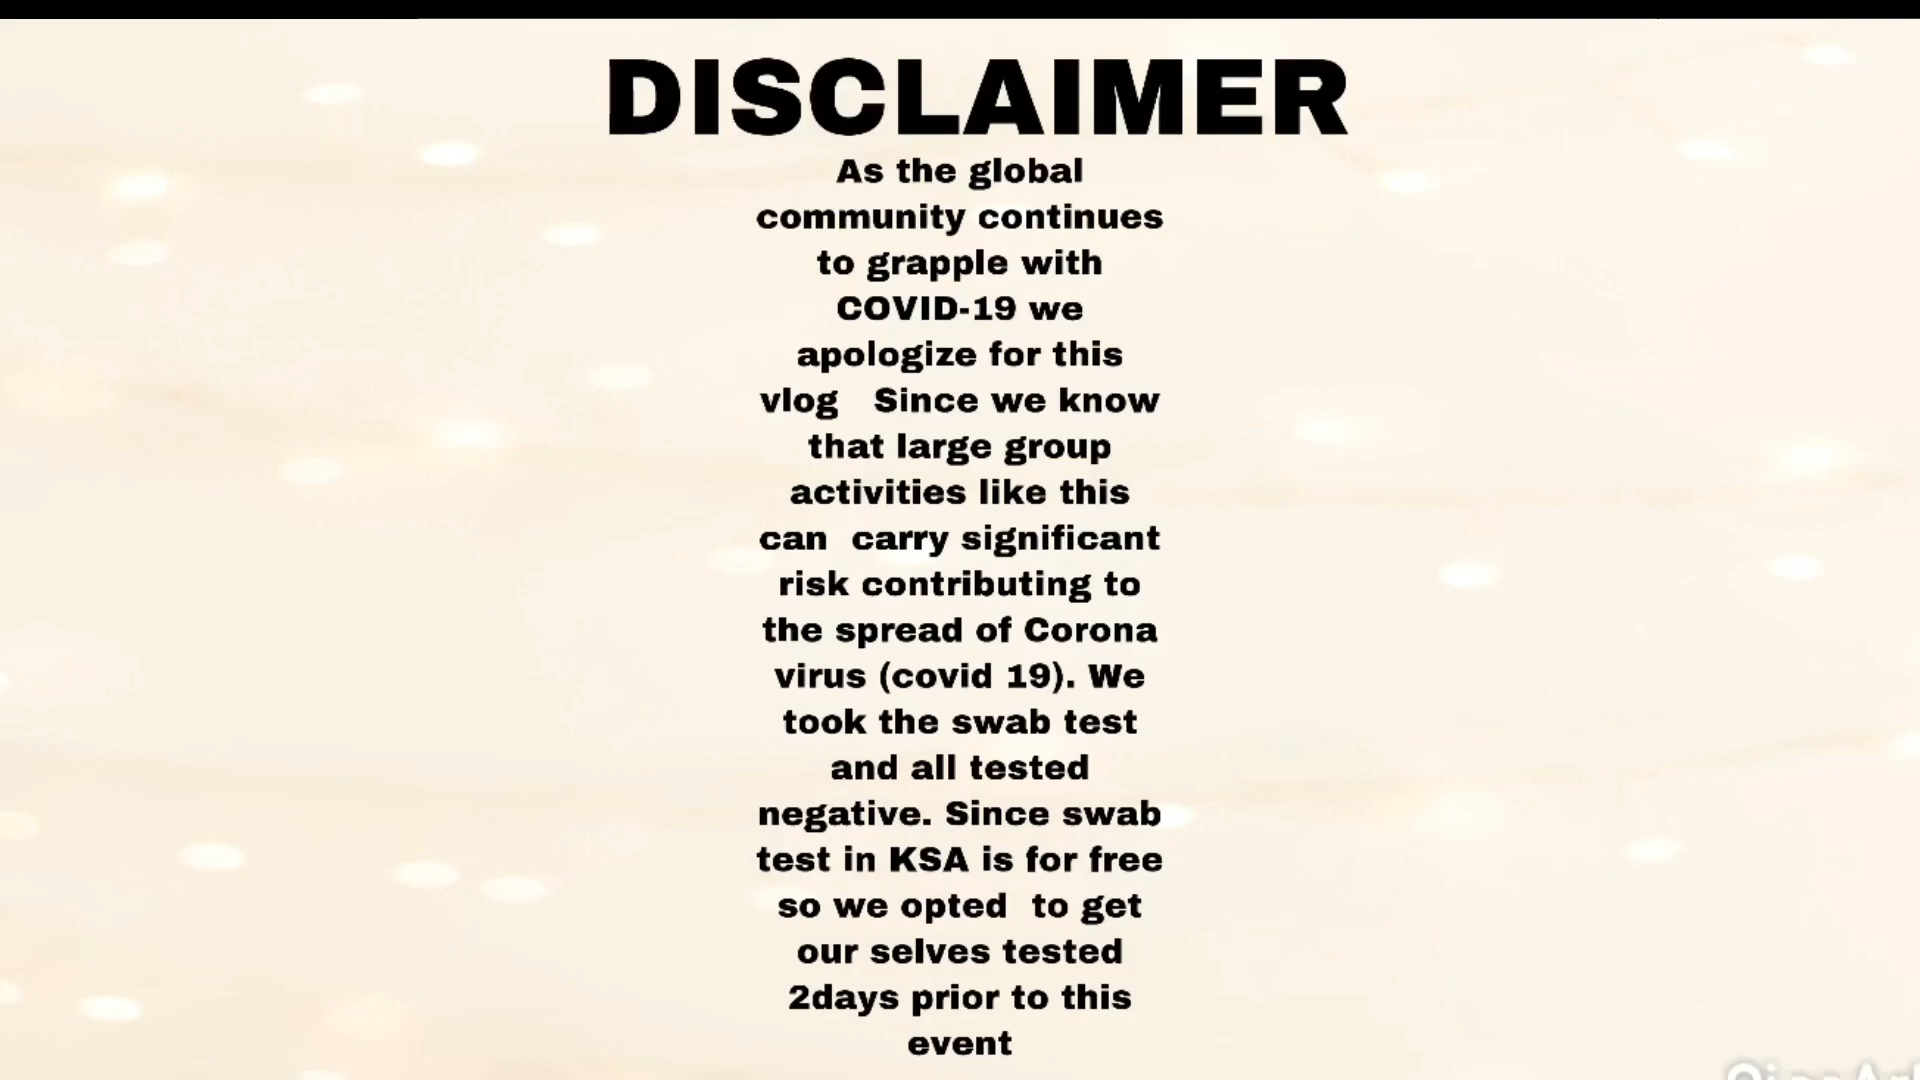 DISCLAIMER
As the global
community continues
to grapple with
COVID-19 we
apologize for this
vlog   Since we know
that large group
activities like this
can  carry significant
risk contributing to
the spread of Corona
virus (covid 19). We
took the swab test
and all tested
negative. Since swab
test in KSA is for free
so we opted  to get
our selves tested
2days prior to this
event